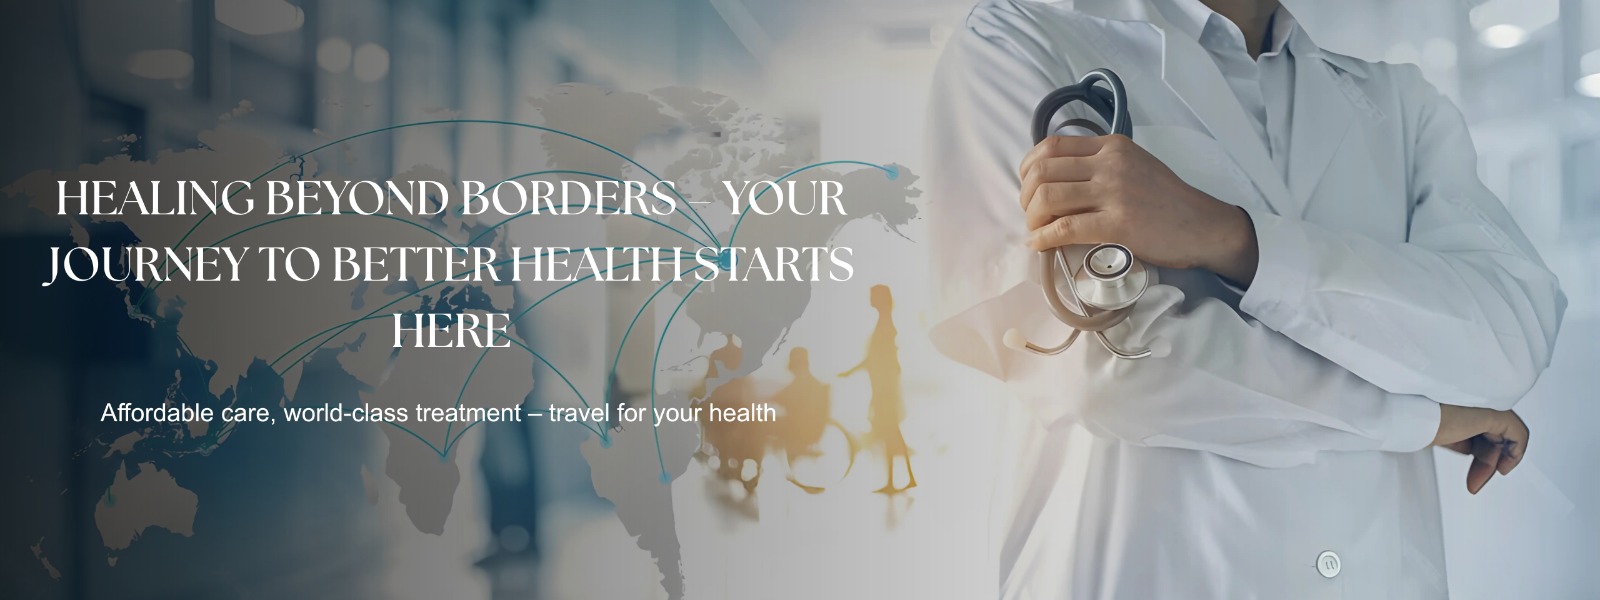 HEALING BEYOND BORDERS – YOUR
JOURNEY TO BETTER HEALTH STARTS
HERE
Affordable care, world-class treatment – travel for your health